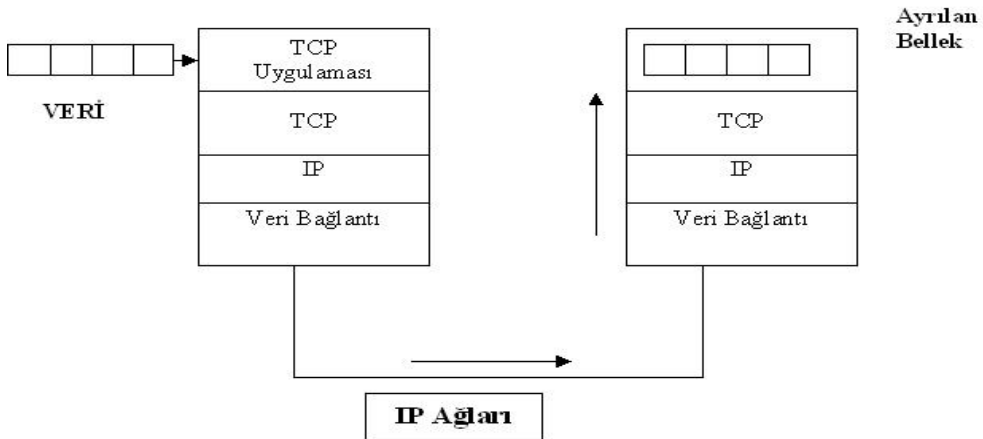 VERİ
TCP
Uygulaması
TCP
IP
Veri Bağlantı
Ayrılan
Bellek
TCP
IP
Veri Bağlantı
IP Ağları